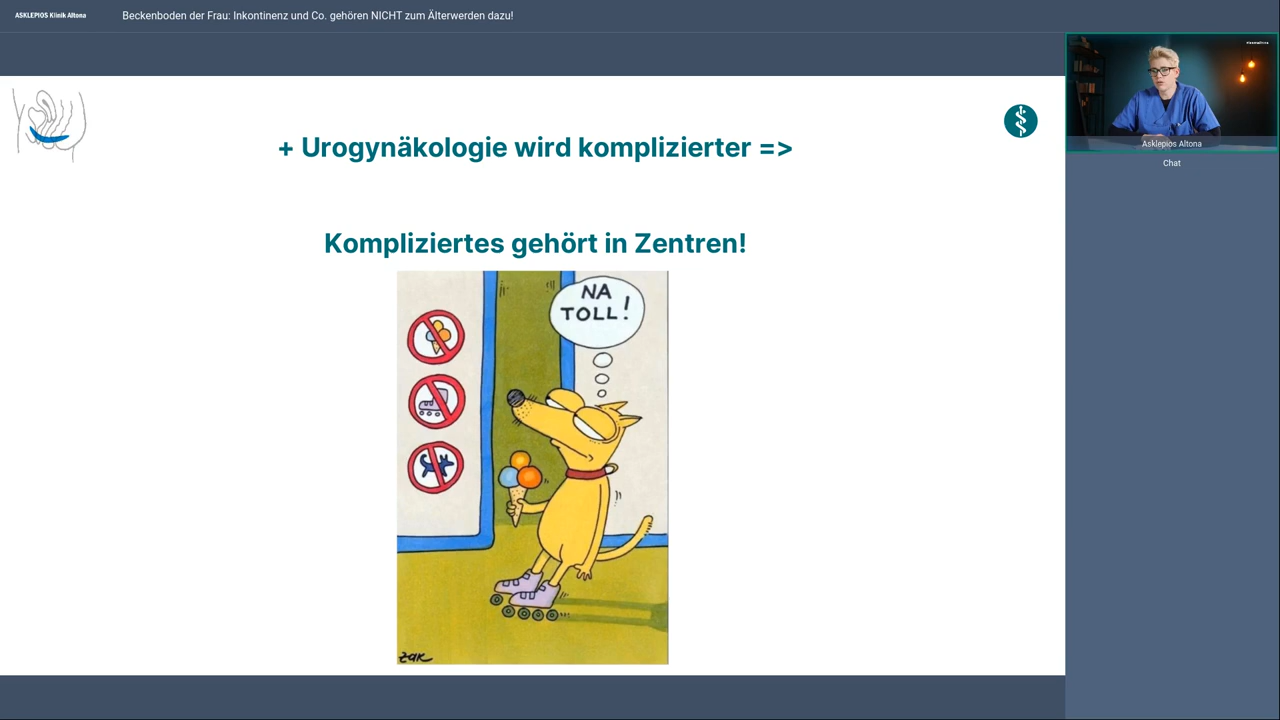 ASKLEPIOS Klinik Altona
Beckenboden der Frau: Inkontinenz und Co. gehören NICHT zum Älterwerden dazu!
+ Urogynäkologie wird komplizierter =>
Kompliziertes gehört in Zentren!
NA
TOLL!
zak
Asklepios Altona
Chat